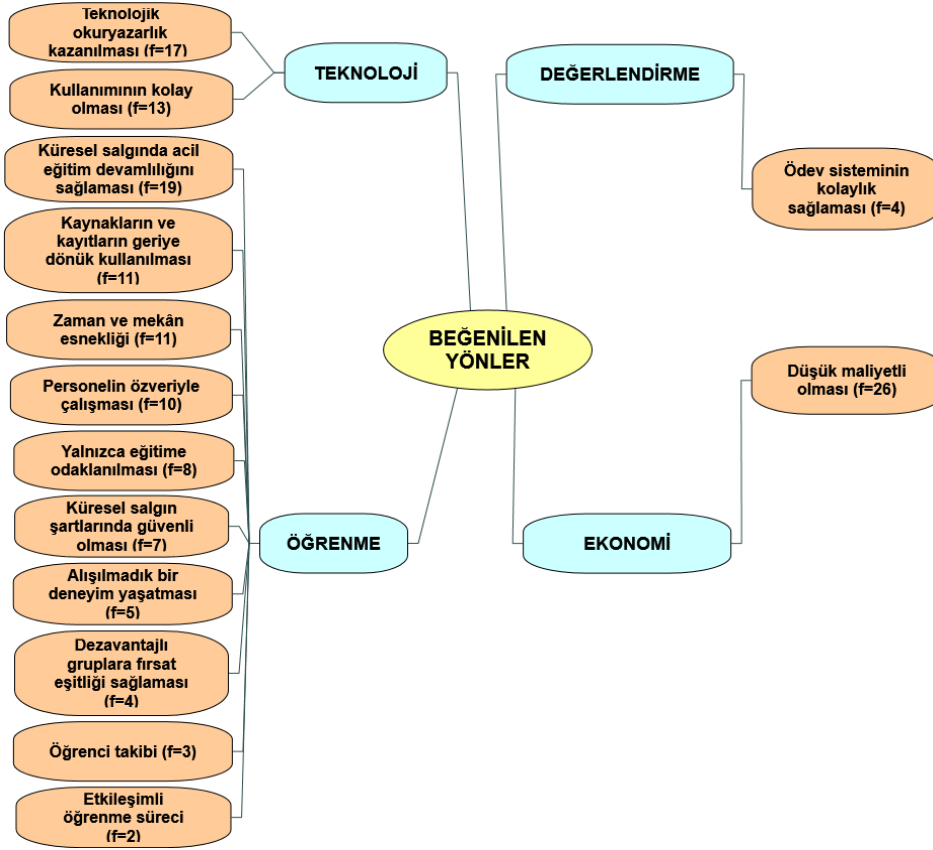 Teknolojik
okuryazarlık
kazanılması (f=17)
Kullanımının kolay
olması (f=13)
TEKNOLOJİ
DEĞERLENDİRME
Ödev sisteminin
kolaylık
sağlaması (f=4)
Küresel salgında acil
eğitim devamlılığını
sağlaması (f=19)
Kaynakların ve
kayıtların geriye
dönük kullanılması
(f=11)
Zaman ve mekân
esnekliği (f=11)
Personelin özveriyle
çalışması (f=10)
Yalnızca eğitime
odaklanılması (f=8)
Küresel salgın
şartlarında güvenli
olması (f=7)
Alışılmadık bir
deneyim yaşatması
(f=5)
Dezavantajlı
gruplara fırsat
eşitliği sağlaması
(f=4)
Öğrenci takibi (f=3)
Etkileşimli
öğrenme süreci
(f=2)
ÖĞRENME
BEĞENİLEN
YÖNLER
EKONOMİ
Düşük maliyetli
olması (f=26)